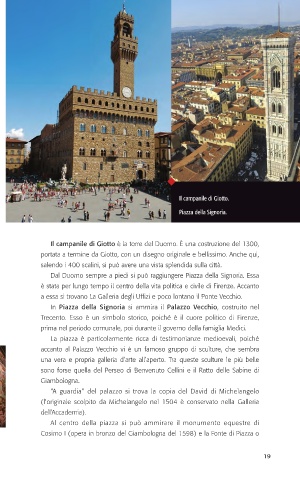 Il campanile di Giotto.
Piazza della Signoria.
Il campanile di Giotto è la torre del Duomo. È una costruzione del 1300,
portata a termine da Giotto, con un disegno originale e bellissimo. Anche qui,
salendo i 400 scalini, si può avere una vista splendida sulla città.
Dal Duomo sempre a piedi si può raggiungere Piazza della Signoria. Essa
è stata per lungo tempo il centro della vita politica e civile di Firenze. Accanto
a essa si trovano La Galleria degli Uffizi e poco lontano il Ponte Vecchio.
In Piazza della Signoria si ammira il Palazzo Vecchio, costruito nel
Trecento. Esso è un simbolo storico, poiché è il cuore politico di Firenze,
prima nel periodo comunale, poi durante il governo della famiglia Medici.
La piazza è particolarmente ricca di testimonianze medioevali, poiché
accanto al Palazzo Vecchio vi è un famoso gruppo di sculture, che sembra
una vera e propria galleria d'arte all'aperto. Tra queste sculture le più belle
sono forse quella del Perseo di Benvenuto Cellini e il Ratto delle Sabine di
Giambologna.
"A guardia" del palazzo si trova la copia del David di Michelangelo
(l'originale scolpito da Michelangelo nel 1504 è conservato nella Galleria
dell'Accademia).
Al centro della piazza si può ammirare il monumento equestre di
Cosimo I (opera in bronzo del Giambologna del 1598) e la Fonte di Piazza o
19